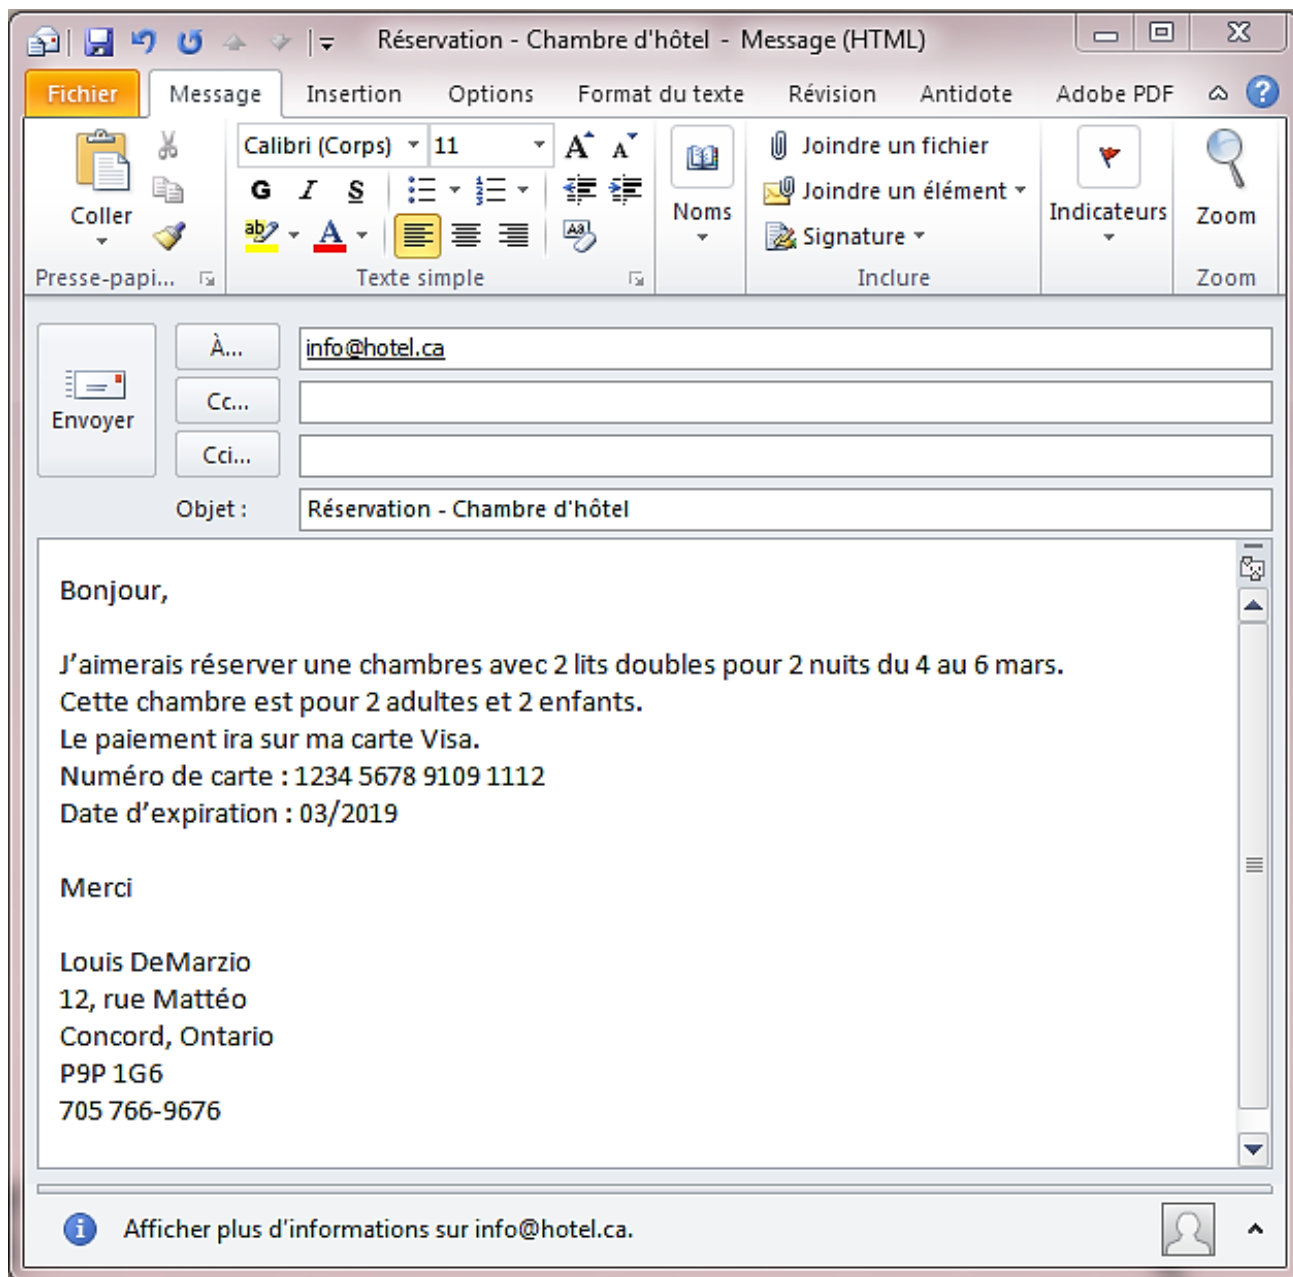 Réservation - Chambre d'hôtel - Message (HTML)
Fichier Message Insertion Options Format du texte Révision Antidote Adobe PDF
Coller
Presse-papi...
Calibri (Corps) 11
G I S
Texte simple
Noms
Joindre un fichier
Joindre un élément
Signature
Inclure
Indicateurs
Zoom
Zoom
Envoyer
À... info@hotel.ca
Cc...
Cci...
Objet : Réservation - Chambre d'hôtel
Bonjour,
J’aimerais réserver une chambres avec 2 lits doubles pour 2 nuits du 4 au 6 mars.
Cette chambre est pour 2 adultes et 2 enfants.
Le paiement ira sur ma carte Visa.
Numéro de carte : 1234 5678 9109 1112
Date d’expiration : 03/2019
Merci
Louis DeMarzio
12, rue Mattéo
Concord, Ontario
P9P 1G6
705 766-9676
Afficher plus d'informations sur info@hotel.ca.